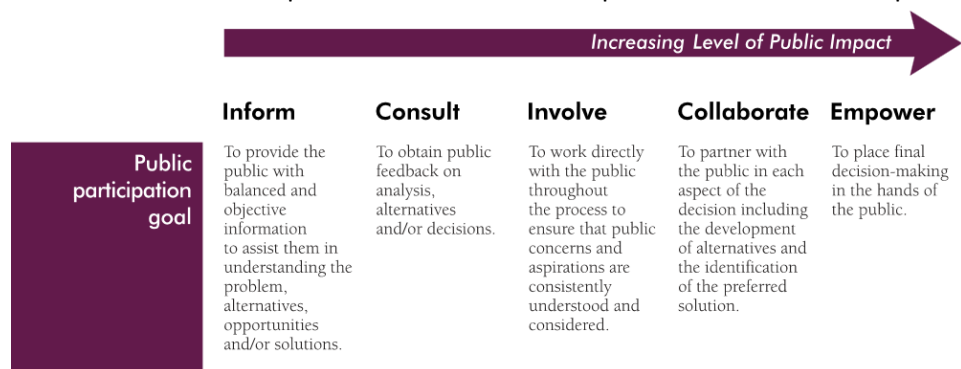 Increasing Level of Public Impact
Inform
Consult
Involve
Collaborate
Empower
Public
participation
goal
To provide the
public with
balanced and
objective
information
to assist them in
understanding the
problem,
alternatives,
opportunities
and/or solutions.
To obtain public
feedback on
analysis,
alternatives
and/or decisions.
To work directly
with the public
throughout
the process to
ensure that public
concerns and
aspirations are
consistently
understood and
considered.
To partner with
the public in each
aspect of the
decision including
the development
of alternatives and
the identification
of the preferred
solution.
To place final
decision-making
in the hands of
the public.